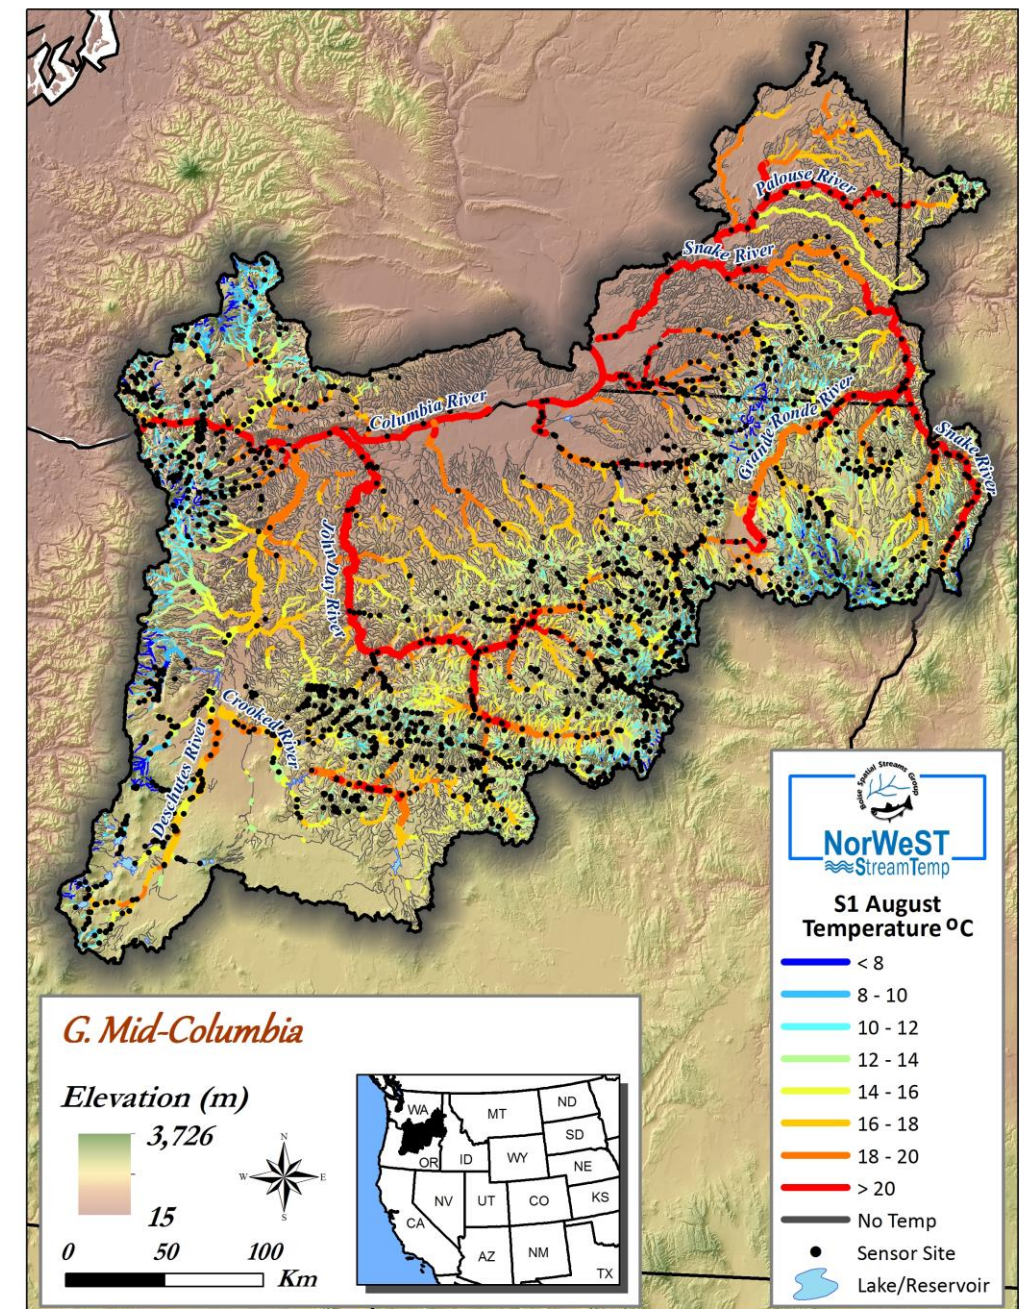 Palouse River
Snake River
Columbia River
Grande Ronde River
Snake River
John Day River
Crooked River
Deschutes River
Boise Spatial Streams Group
NorWeST
StreamTemp
S1 August
Temperature ºC
< 8
8 - 10
10 - 12
12 - 14
14 - 16
16 - 18
18 - 20
> 20
No Temp
Sensor Site
Lake/Reservoir
G. Mid-Columbia
Elevation (m)
3,726
15
0 50 100
Km
N
W E
S
WA
MT
ND
OR
ID
SD
WY
NE
NV
UT
CO
KS
CA
AZ
NM
TX